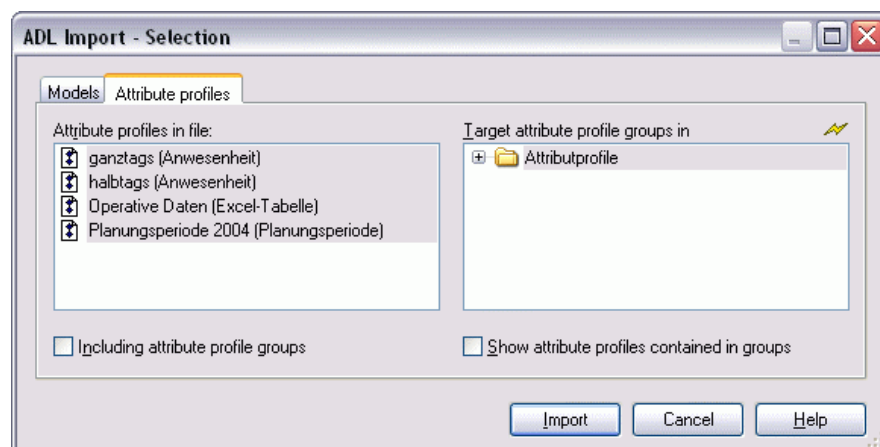 ADL Import - Selection
Models Attribute profiles
Attribute profiles in file:
ganztags (Anwesenheit)
halbtags (Anwesenheit)
Operative Daten (Excel-Tabelle)
Planungsperiode 2004 (Planungsperiode)
Including attribute profile groups
Target attribute profile groups in
Attributprofile
Show attribute profiles contained in groups
Import Cancel Help